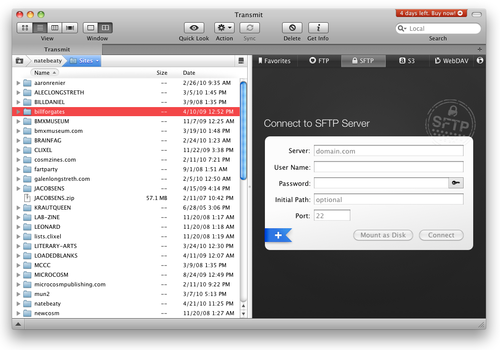 Transmit
4 days left. Buy now!
Local
View
Window
Quick Look
Action
Sync
Delete
Get Info
Search
Transmit
natebeaty
Sites
Favorites
FTP
SFTP
S3
WebDAV
Name
Size
Date
aaronrenier -- 2/26/10 9:35 AM
ALECLONGSTRETH -- 3/5/10 1:45 PM
BILLDANIEL -- 3/9/08 1:35 PM
billforgates -- 4/10/09 12:52 PM
BMXMUSEUM -- 11/7/09 12:25 AM
bmxmuseum.com -- 3/19/10 1:48 PM
BRAINFAG -- 2/24/10 1:23 AM
CLIXEL -- 11/22/09 3:38 PM
cosmzines.com -- 2/11/10 7:21 PM
fartparty -- 9/1/08 1:51 PM
galenlongstreth.com -- 2/5/10 12:50 AM
JACOBSENS -- 4/15/09 4:14 PM
JACOBSENS.zip 57.1 MB 2/11/07 10:42 PM
KRAUTQUEEN -- 6/28/05 3:06 PM
LAB-ZINE -- 11/20/08 1:17 AM
LEONARD -- 11/20/08 1:18 AM
lists.clixel -- 11/20/08 1:19 AM
LITERARY-ARTS -- 3/24/10 12:30 PM
LOADEDBLANKS -- 4/11/09 12:07 PM
MCCC -- 3/9/08 1:35 PM
MICROCOSM -- 8/24/09 12:49 PM
microcosmpublishing.com -- 2/11/10 9:22 PM
mun2 -- 2/3/10 5:13 PM
natebeaty -- 4/21/10 11:25 PM
newcosm -- 11/20/08 1:27 AM
Connect to SFTP Server
SFTP
Server: domain.com
User Name:
Password:
Initial Path: optional
Port: 22
Mount as Disk
Connect